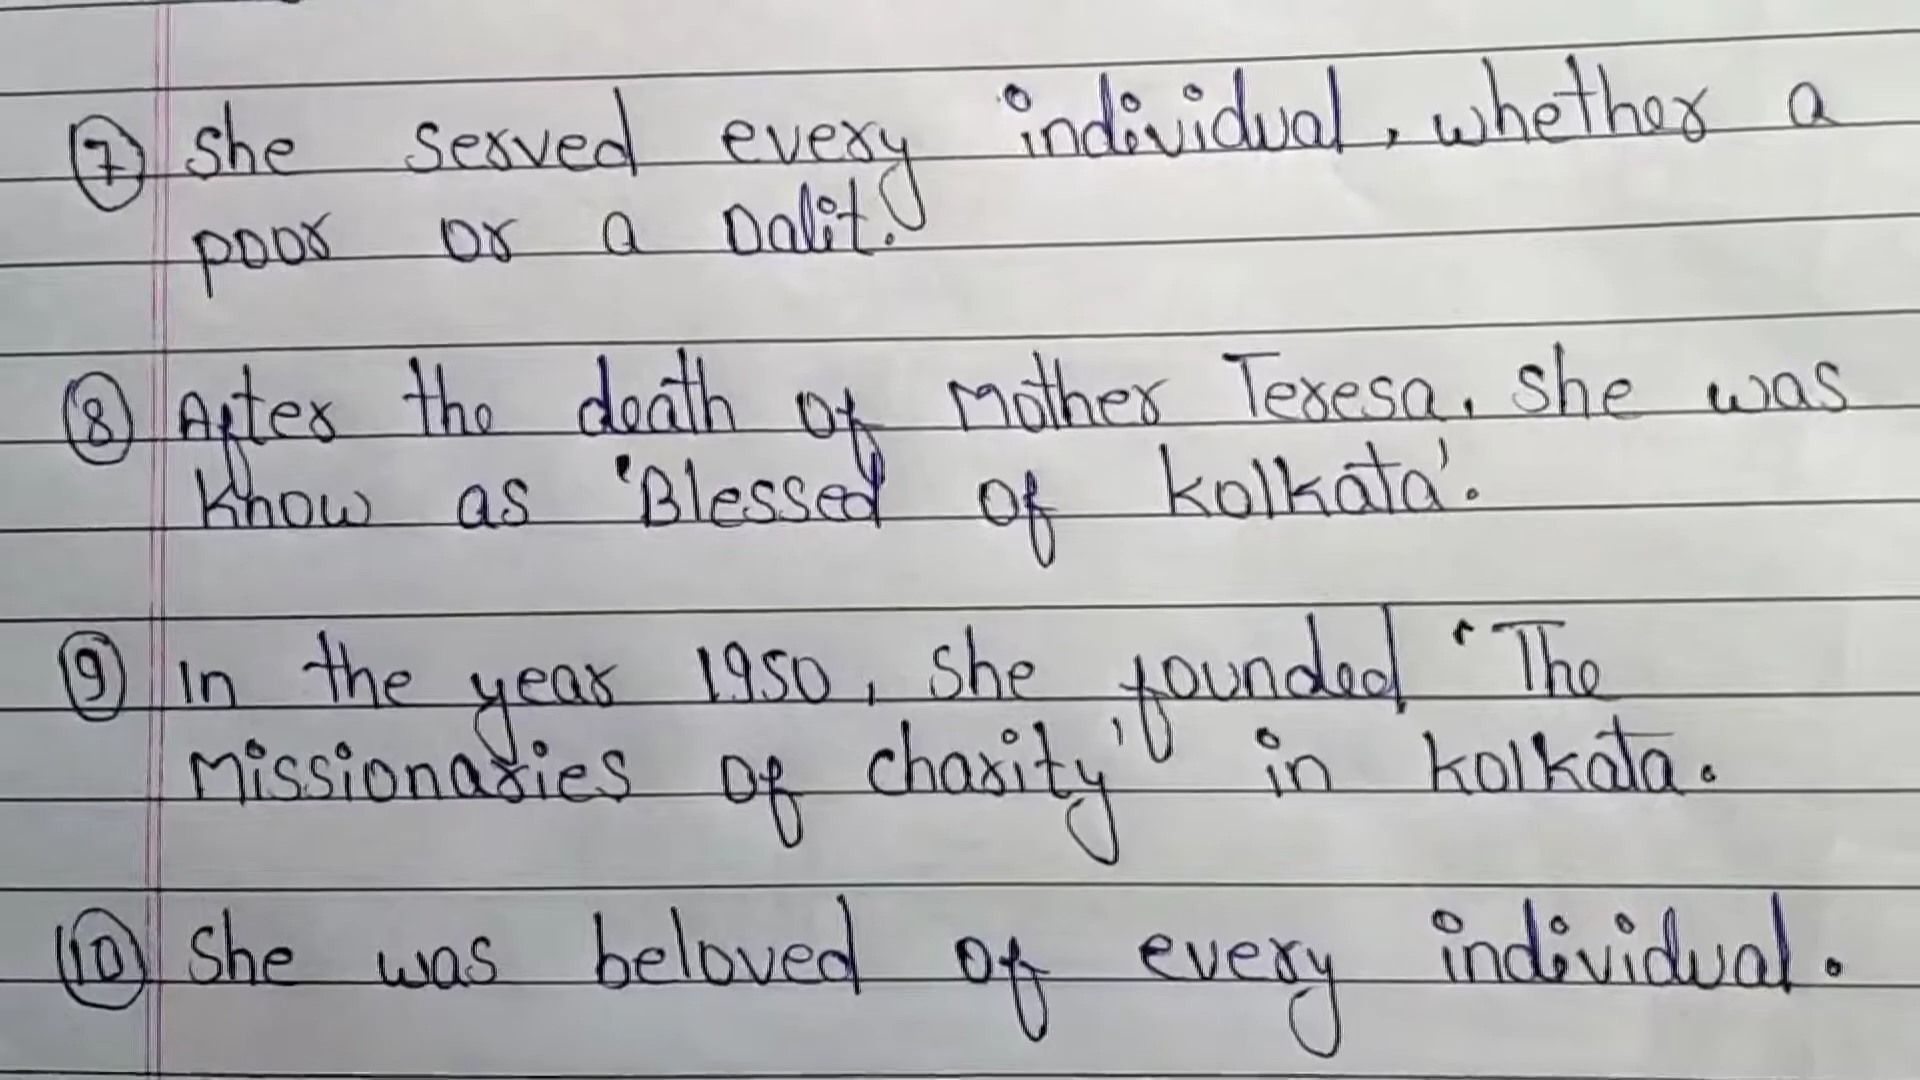 7 She served every individual, whether a
poor or a Dalit.
8 After the death of Mother Teresa, She was
Know as 'Blessed of Kolkata'.
9 In the year 1950, She founded 'The
Missionaries of charity' in Kolkata.
10 She was beloved of every individual.